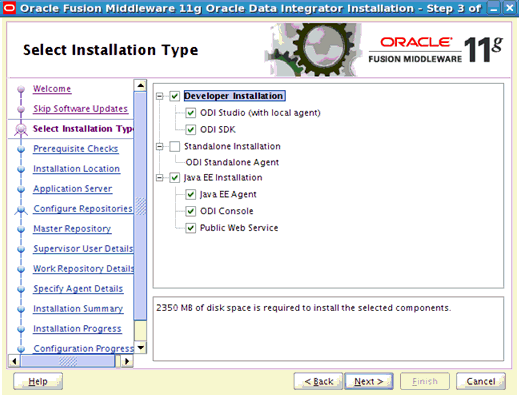 Oracle Fusion Middleware 11g Oracle Data Integrator Installation - Step 3 of
Select Installation Type
ORACLE
FUSION MIDDLEWARE
11g
Welcome
Skip Software Updates
Select Installation Typ
Prerequisite Checks
Installation Location
Application Server
Configure Repositories
Master Repository
Supervisor User Details
Work Repository Details
Specify Agent Details
Installation Summary
Installation Progress
Configuration Progress
Developer Installation
ODI Studio (with local agent)
ODI SDK
Standalone Installation
ODI Standalone Agent
Java EE Installation
Java EE Agent
ODI Console
Public Web Service
2350 MB of disk space is required to install the selected components.
Help
< Back
Next >
Finish
Cancel